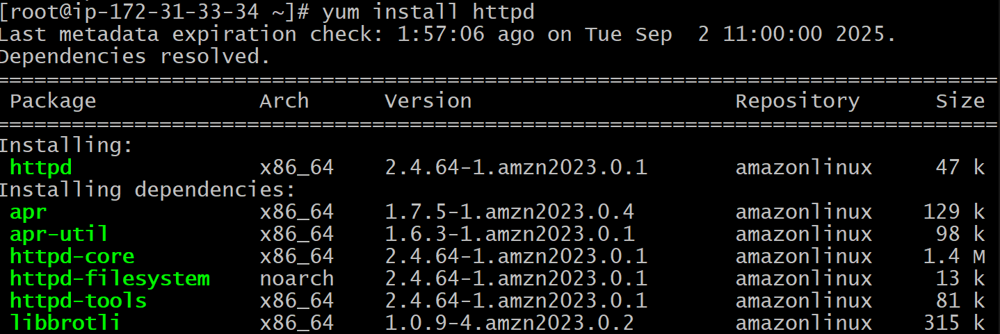 [root@ip-172-31-33-34 ~]# yum install httpd
Last metadata expiration check: 1:57:06 ago on Tue Sep  2 11:00:00 2025.
Dependencies resolved.
================================================================================
 Package             Arch      Version                     Repository      Size
================================================================================
Installing:
 httpd               x86_64    2.4.64-1.amzn2023.0.1       amazonlinux     47 k
Installing dependencies:
 apr                 x86_64    1.7.5-1.amzn2023.0.4        amazonlinux    129 k
 apr-util            x86_64    1.6.3-1.amzn2023.0.1        amazonlinux     98 k
 httpd-core          x86_64    2.4.64-1.amzn2023.0.1       amazonlinux    1.4 M
 httpd-filesystem    noarch    2.4.64-1.amzn2023.0.1       amazonlinux     13 k
 httpd-tools         x86_64    2.4.64-1.amzn2023.0.1       amazonlinux     81 k
 libbrotli           x86_64    1.0.9-4.amzn2023.0.2        amazonlinux    315 k